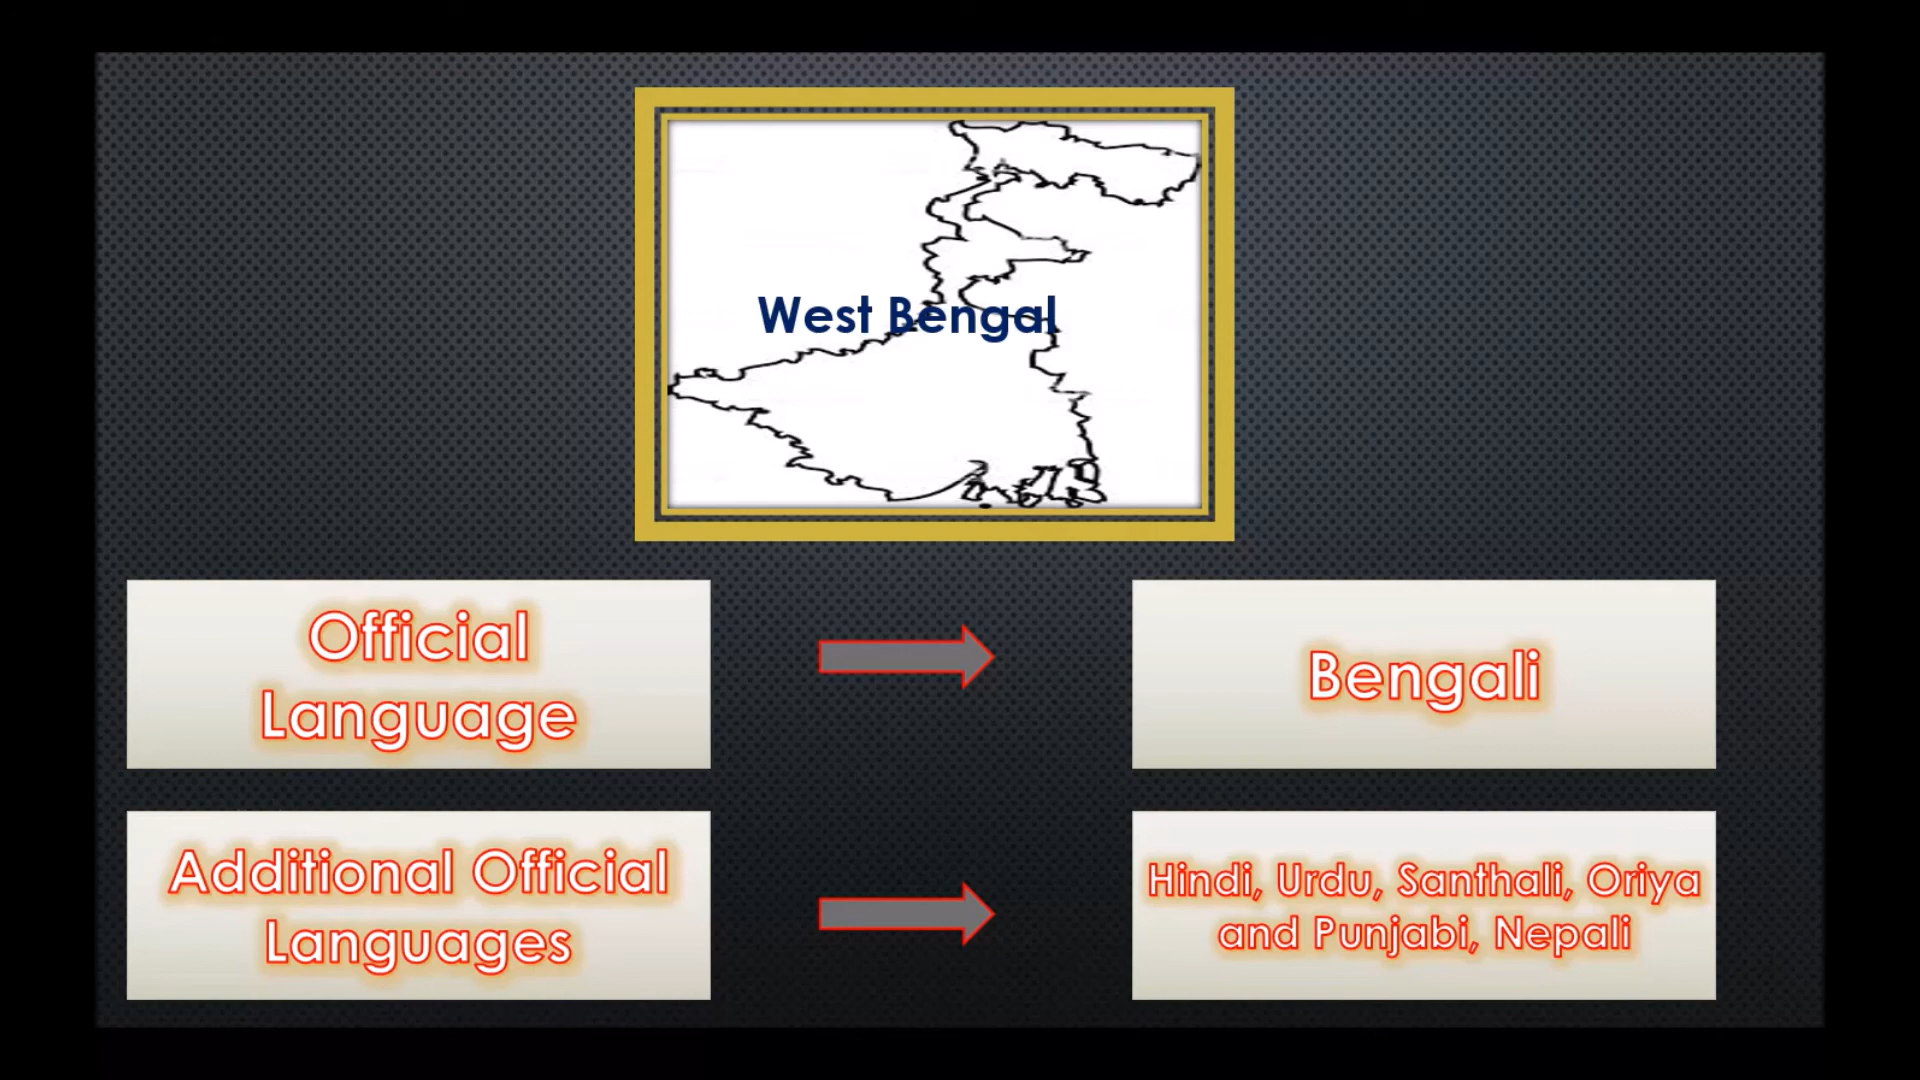 West Bengal
Official
Language
Bengali
Additional Official
Languages
Hindi, Urdu, Santhali, Oriya
and Punjabi, Nepali